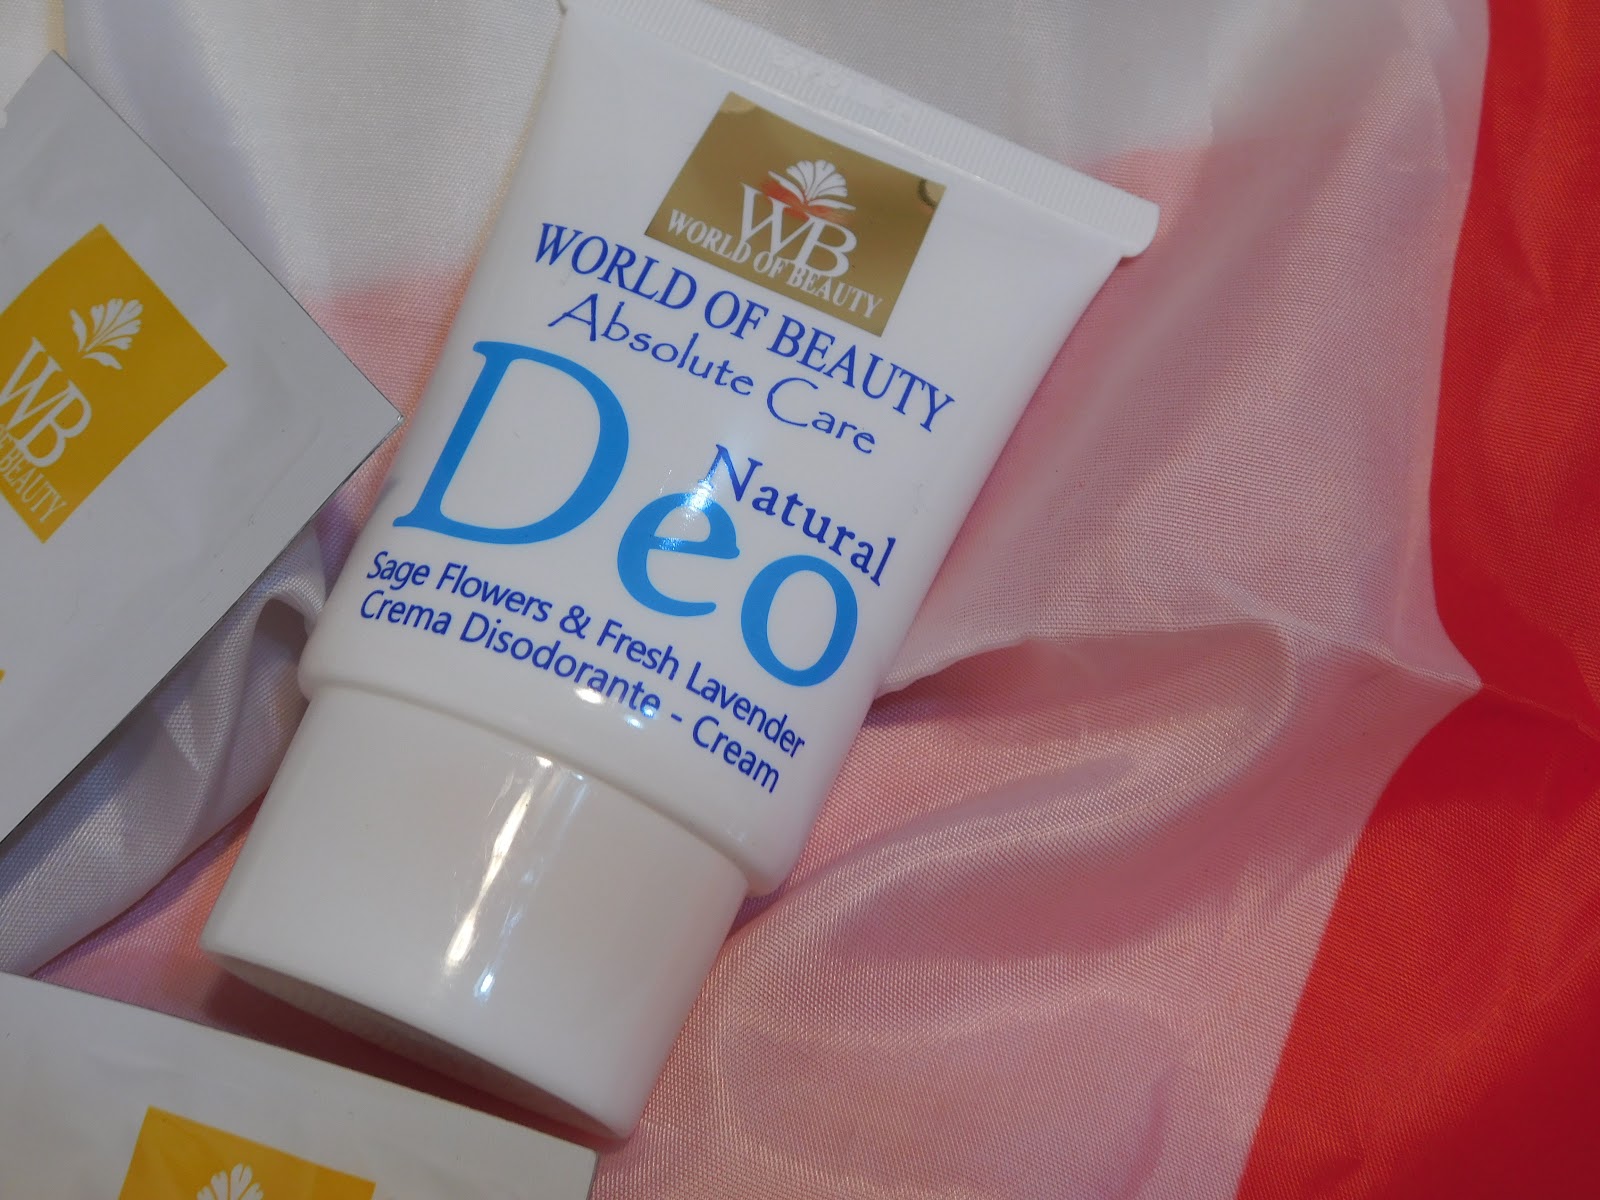 WB
WORLD OF BEAUTY
WORLD OF BEAUTY
Absolute Care
Natural
Deo
Sage Flowers & Fresh Lavender
Crema Disodorante - Cream
WB
OF BEAUTY